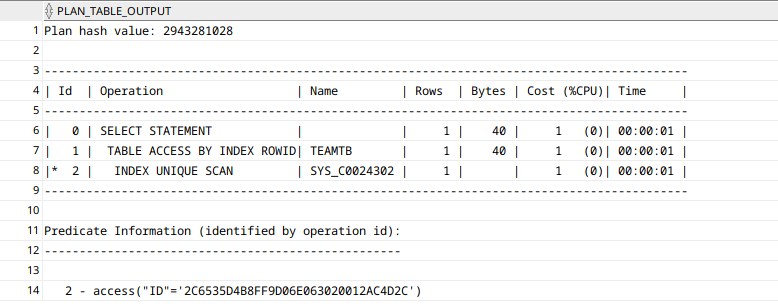 PLAN_TABLE_OUTPUT
1 Plan hash value: 2943281028
2
3 ------------------------------------------------------------------------------------------
4 | Id  | Operation                   | Name         | Rows  | Bytes | Cost (%CPU)| Time     |
5 ------------------------------------------------------------------------------------------
6 |   0 | SELECT STATEMENT            |              |     1 |    40 |     1   (0)| 00:00:01 |
7 |   1 |  TABLE ACCESS BY INDEX ROWID| TEAMTB       |     1 |    40 |     1   (0)| 00:00:01 |
8 |*  2 |   INDEX UNIQUE SCAN         | SYS_C0024302 |     1 |       |     1   (0)| 00:00:01 |
9 ------------------------------------------------------------------------------------------
10
11 Predicate Information (identified by operation id):
12 ---------------------------------------------------
13
14    2 - access("ID"='2C6535D4B8FF9D06E063020012AC4D2C')